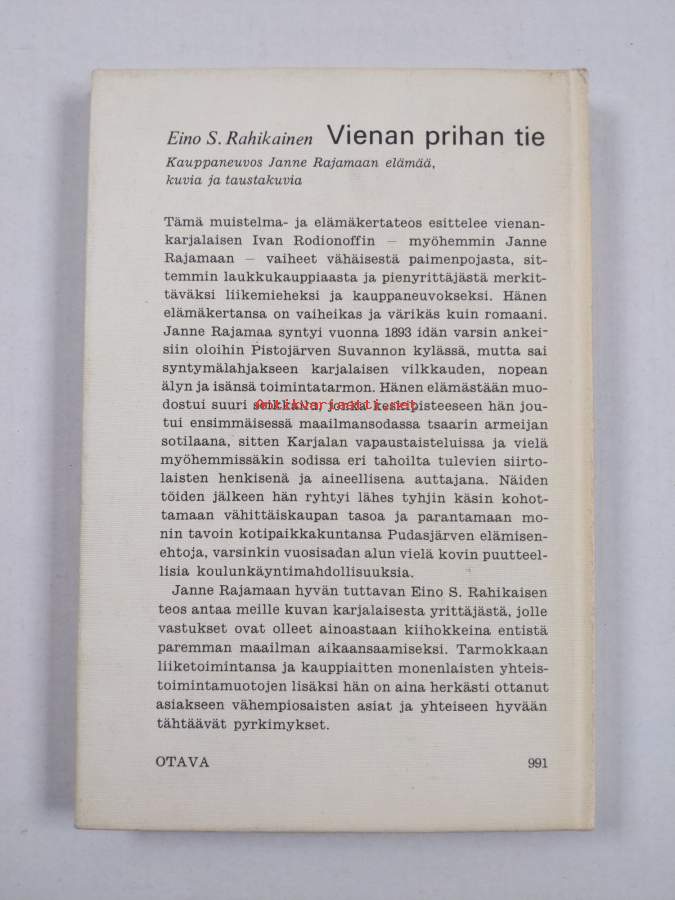 Eino S. Rahikainen Vienan prihan tie
Kauppaneuvos Janne Rajamaan elämää,
kuvia ja taustakuvia
Tämä muistelma- ja elämäkertateos esittelee vienan-
karjalaisen Ivan Rodionoffin – myöhemmin Janne
Rajamaan – vaiheet vähäisestä paimenpojasta, sit-
temmin laukkukauppiaasta ja pienyrittäjästä merkit-
täväksi liikemieheksi ja kauppaneuvokseksi. Hänen
elämäkertansa on vaiheikas ja värikäs kuin romaani.
Janne Rajamaa syntyi vuonna 1893 idän varsin ankei-
siin oloihin Pistojärven Suvannon kylässä, mutta sai
syntymälahjakseen karjalaisen vilkkauden, nopean
älyn ja isänsä toimintatarmon. Hänen elämästään muo-
dostui suuri seikkailu, jonka keskipisteeseen hän jou-
Antikvariaatti.net
tui ensimmäisessä maailmansodassa tsaarin armeijan
sotilaana, sitten Karjalan vapaustaisteluissa ja vielä
myöhemmissäkin sodissa eri tahoilta tulevien siirto-
laisten henkisenä ja aineellisena auttajana. Näiden
töiden jälkeen hän ryhtyi lähes tyhjin käsin kohot-
tamaan vähittäiskaupan tasoa ja parantamaan mo-
nin tavoin kotipaikkakuntansa Pudasjärven elämisen-
ehtoja, varsinkin vuosisadan alun vielä kovin puutteel-
lisia koulunkäyntimahdollisuuksia.
Janne Rajamaan hyvän tuttavan Eino S. Rahikaisen
teos antaa meille kuvan karjalaisesta yrittäjästä, jolle
vastukset ovat olleet ainoastaan kiihokkeina entistä
paremman maailman aikaansaamiseksi. Tarmokkaan
liiketoimintansa ja kauppiaitten monenlaisten yhteis-
toimintamuotojen lisäksi hän on aina herkästi ottanut
asiakseen vähempiosaisten asiat ja yhteiseen hyvään
tähtäävät pyrkimykset.
OTAVA 991